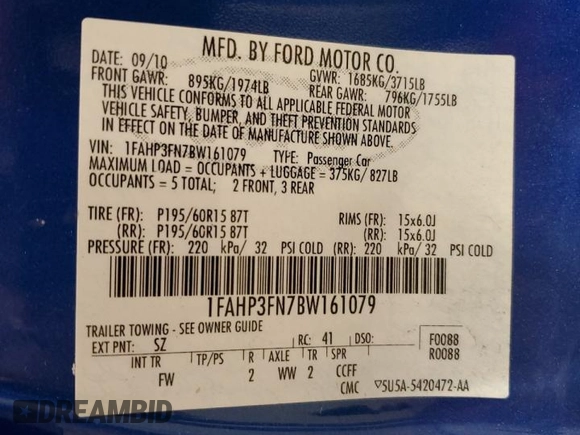 MFD. BY FORD MOTOR CO.
DATE: 09/10 GVWR: 1685KG/3715LB
FRONT GAWR: 895KG/1974LB REAR GAWR: 796KG/1755LB
THIS VEHICLE CONFORMS TO ALL APPLICABLE FEDERAL MOTOR
VEHICLE SAFETY, BUMPER, AND THEFT PREVENTION STANDARDS
IN EFFECT ON THE DATE OF MANUFACTURE SHOWN ABOVE.
VIN: 1FAHP3FN7BW161079 TYPE: Passenger Car
MAXIMUM LOAD = OCCUPANTS + LUGGAGE = 375KG/827LB
OCCUPANTS = 5 TOTAL; 2 FRONT, 3 REAR
TIRE (FR): P195/60R15 87T RIMS (FR): 15x6.0J
(RR): P195/60R15 87T (RR): 15x6.0J
PRESSURE (FR): 220 kPa/ 32 PSI COLD (RR): 220 kPa/ 32 PSI COLD
1FAHP3FN7BW161079
TRAILER TOWING - SEE OWNER GUIDE
EXT PNT: SZ RC: 41 DSO: F0088
R0088
INT TR TP/PS R AXLE TR SPR
FW 2 WW 2 CCFF
CMC ▽5U5A-5420472-AA
DREAMBID